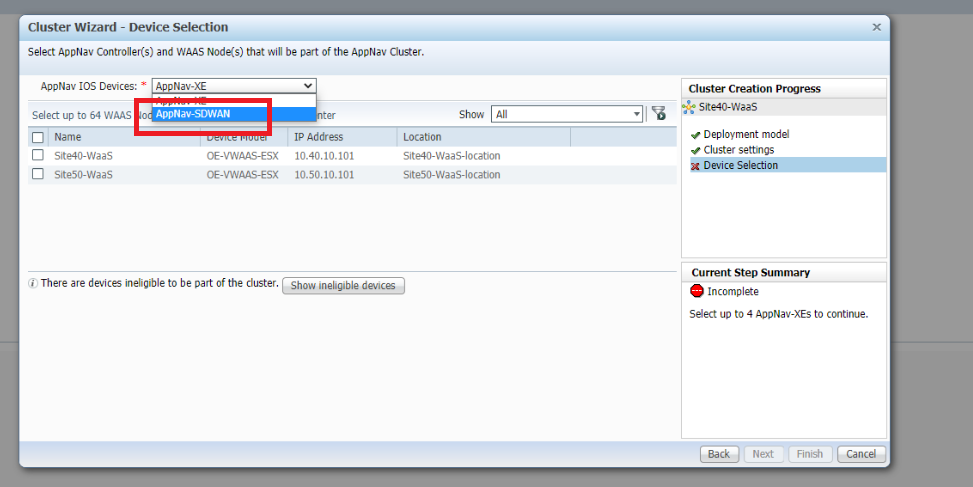 Cluster Wizard - Device Selection
Select AppNav Controller(s) and WAAS Node(s) that will be part of the AppNav Cluster.
AppNav IOS Devices: * AppNav-XE
AppNav-XE
AppNav-SDWAN
Select up to 64 WAAS
Show All
Name Device Model IP Address Location
Site40-WaaS OE-VWAAS-ESX 10.40.10.101 Site40-WaaS-location
Site50-WaaS OE-VWAAS-ESX 10.50.10.101 Site50-WaaS-location
There are devices ineligible to be part of the cluster. Show ineligible devices
Cluster Creation Progress
Site40-WaaS
Deployment model
Cluster settings
Device Selection
Current Step Summary
Incomplete
Select up to 4 AppNav-XEs to continue.
Back Next Finish Cancel